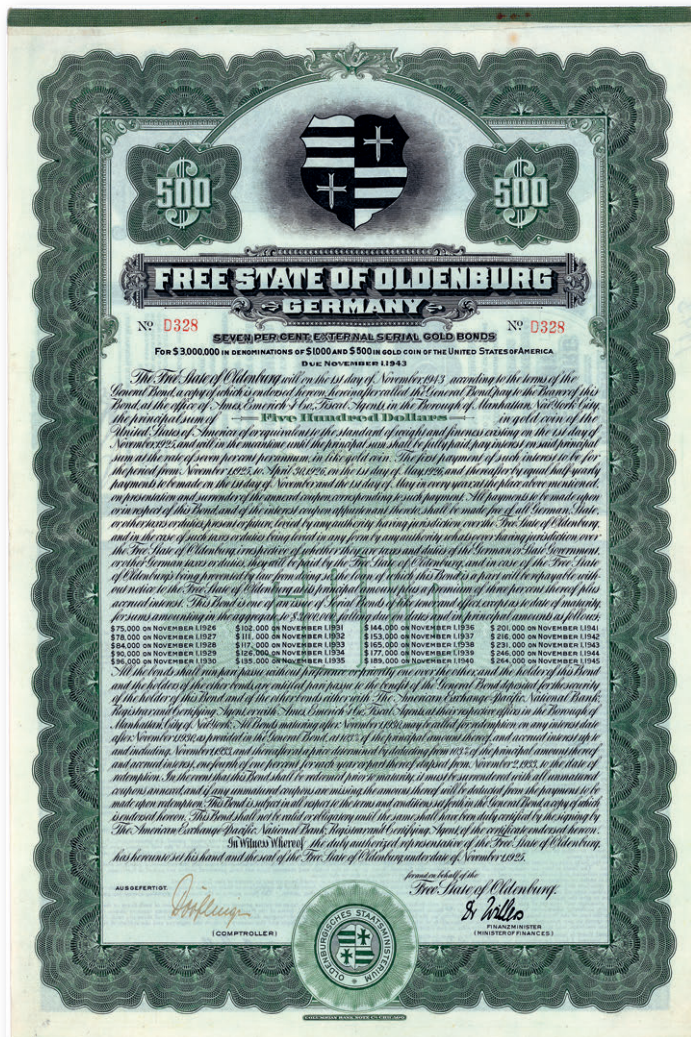 500
500
FREE STATE OF OLDENBURG
GERMANY
Nº D328
Nº D328
SEVEN PER CENT. EXTERNAL SERIAL GOLD BONDS
FOR $3,000,000 IN DENOMINATIONS OF $1000 AND $500 IN GOLD COIN OF THE UNITED STATES OF AMERICA
DUE NOVEMBER 1, 1943
The Free State of Oldenburg will on the 1st day of November 1943 according to the terms of the
General Bond, a copy of which is endorsed hereon, hereinafter called the General Bond, pay to the Bearer of this
Bond, at the office of Ames, Emerich & Co., Fiscal Agents, in the Borough of Manhattan, New York City,
the principal sum of Five Hundred Dollars in gold coin of the
United States of America of or equivalent to the standard of weight and fineness existing on the 1st day of
November, 1925, and will in the meantime until the principal sum shall be fully paid, pay interest on said principal
sum at the rate of seven per cent per annum, in like gold coin. The first payment of such interest to be for
the period from November 1, 1925, to April 30, 1926, on the 1st day of May, 1926, and thereafter by equal half yearly
payments to be made on the 1st day of November and the 1st day of May in every year at the place above mentioned
on presentation and surrender of the annexed coupon corresponding to such payment. All payments to be made upon
or in respect of this Bond, and of the interest coupons appurtenant thereto, shall be made free of all German, State
or other taxes or duties, present or future, levied by any authority having jurisdiction over the Free State of Oldenburg,
and in the case of such taxes or duties being levied in any form by any authority whatsoever having jurisdiction over
the Free State of Oldenburg, irrespective of whether they are taxes and duties of the German or State Government,
or other German taxes or duties, they will be paid by the Free State of Oldenburg, and in case of the Free State
of Oldenburg being prevented by law from doing so, the loan of which this Bond is a part will be repayable with-
out notice to the Free State of Oldenburg at its principal amount plus a premium of three per cent thereof plus
accrued interest. This Bond is one of an issue of Serial Bonds of like tenor and effect, except as to date of maturity,
for sums amounting in the aggregate to $3,000,000, falling due on dates and in principal amounts as follows:
$75,000 ON NOVEMBER 1, 1926 $102,000 ON NOVEMBER 1, 1931 $144,000 ON NOVEMBER 1, 1936 $201,000 ON NOVEMBER 1, 1941
$78,000 ON NOVEMBER 1, 1927 $111,000 ON NOVEMBER 1, 1932 $153,000 ON NOVEMBER 1, 1937 $216,000 ON NOVEMBER 1, 1942
$84,000 ON NOVEMBER 1, 1928 $117,000 ON NOVEMBER 1, 1933 $165,000 ON NOVEMBER 1, 1938 $231,000 ON NOVEMBER 1, 1943
$90,000 ON NOVEMBER 1, 1929 $126,000 ON NOVEMBER 1, 1934 $177,000 ON NOVEMBER 1, 1939 $246,000 ON NOVEMBER 1, 1944
$96,000 ON NOVEMBER 1, 1930 $135,000 ON NOVEMBER 1, 1935 $189,000 ON NOVEMBER 1, 1940 $264,000 ON NOVEMBER 1, 1945
All the bonds shall rank pari passu without preference or priority one over the other, and the holder of this Bond
and the holders of the other bonds are entitled pari passu to the benefit of the General Bond deposited for the security
of the holder of this Bond and of the other bonds either with The American Exchange-Pacific National Bank,
Registrar and Certifying Agent, or with Ames, Emerich & Co., Fiscal Agents, at their respective offices in the Borough of
Manhattan, City of New York. All Bonds maturing after November 1, 1930, may be called for redemption on any interest date
after November 1, 1930, as provided in the General Bond, at 103% of the principal amount thereof and accrued interest up to
and including November 1, 1933, and thereafter at a price determined by deducting from 103% of the principal amount thereof
and accrued interest, one fourth of one per cent for each year or part thereof elapsed from November 2, 1933, to the date of
redemption. In the event that this Bond shall be redeemed prior to maturity, it must be surrendered with all unmatured
coupons annexed, and if any unmatured coupons are missing the amount thereof will be deducted from the payment to be
made upon redemption. This Bond is subject in all respects to the terms and conditions set forth in the General Bond, a copy of which
is endorsed hereon. This Bond shall not be valid or obligatory until the same shall have been duly certified by the signing by
The American Exchange-Pacific National Bank, Registrar and Certifying Agent, of the certificate endorsed hereon.
In Witness Whereof the duly authorized representative of the Free State of Oldenburg,
has hereunto set his hand and the seal of the Free State of Oldenburg under date of November 1, 1925.
for and on behalf of the
Free State of Oldenburg.
AUSGEFERTIGT:
(COMPTROLLER)
FINANZMINISTER
(MINISTER OF FINANCES)
OLDENBURGISCHES STAATSMINISTERIUM
COLUMBIAN BANK NOTE CO. CHICAGO